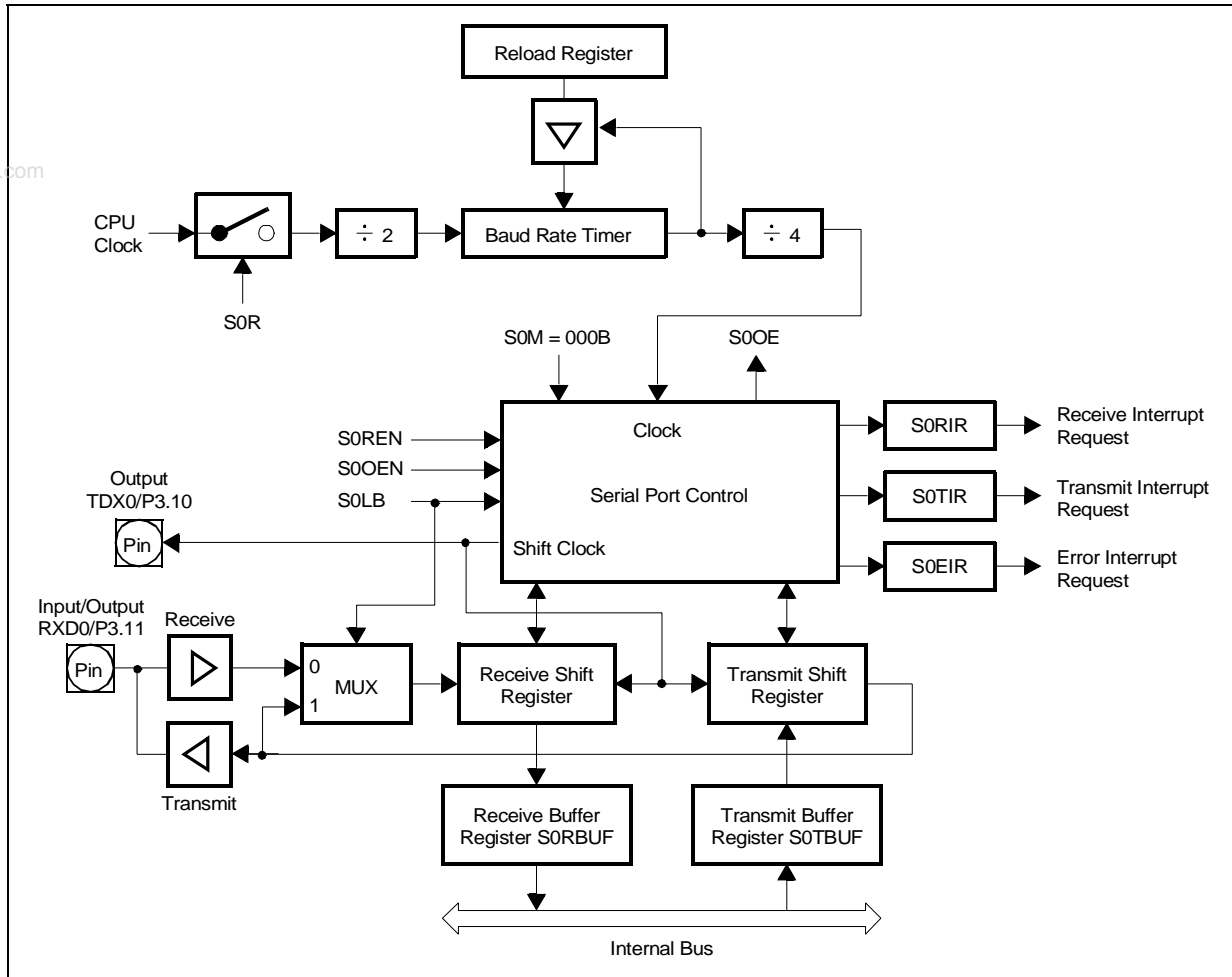 Reload Register
.com
CPU
Clock
÷ 2
Baud Rate Timer
÷ 4
S0R
S0M = 000B
S0OE
Clock
Serial Port Control
Shift Clock
S0REN
S0OEN
S0LB
S0RIR
Receive Interrupt
Request
S0TIR
Transmit Interrupt
Request
S0EIR
Error Interrupt
Request
Output
TDX0/P3.10
Pin
Input/Output
RXD0/P3.11
Pin
Receive
0
MUX
1
Transmit
Receive Shift
Register
Transmit Shift
Register
Receive Buffer
Register S0RBUF
Transmit Buffer
Register S0TBUF
Internal Bus